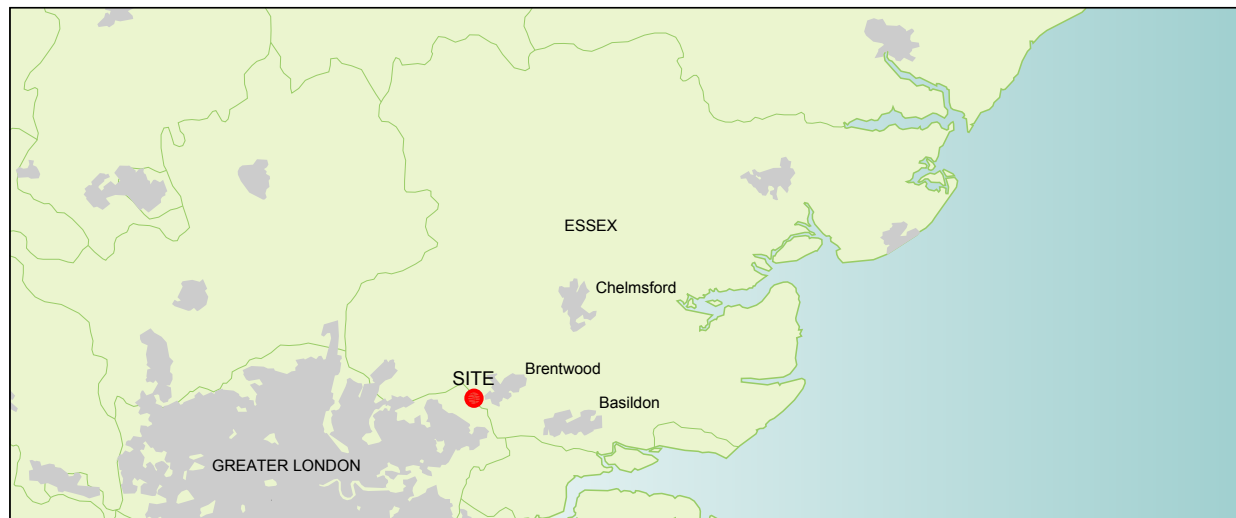 ESSEX
Chelmsford
Brentwood
SITE
Basildon
GREATER LONDON